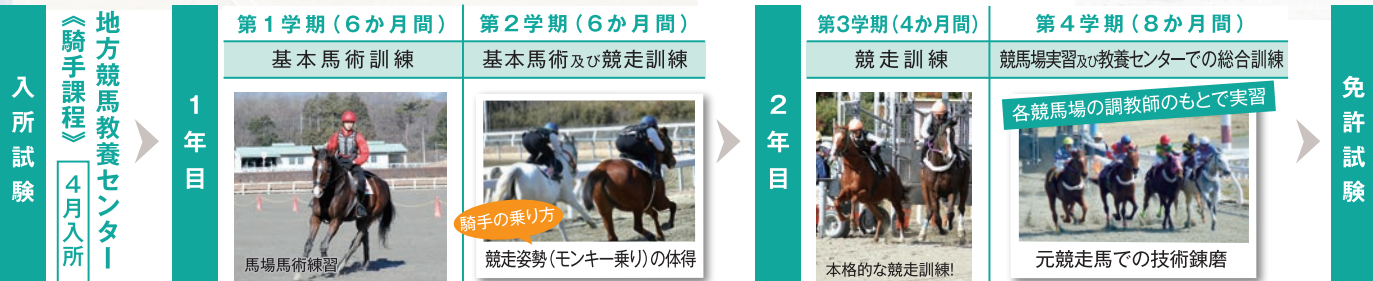 入所試験
地方競馬教養センター
《騎手課程》
4月入所
1年目
第1学期(6か月間)
基本馬術訓練
馬場馬術練習
第2学期(6か月間)
基本馬術及び競走訓練
騎手の乗り方
競走姿勢(モンキー乗り)の体得
2年目
第3学期(4か月間)
競走訓練
本格的な競走訓練!
第4学期(8か月間)
競馬場実習及び教養センターでの総合訓練
各競馬場の調教師のもとで実習
元競走馬での技術錬磨
免許試験